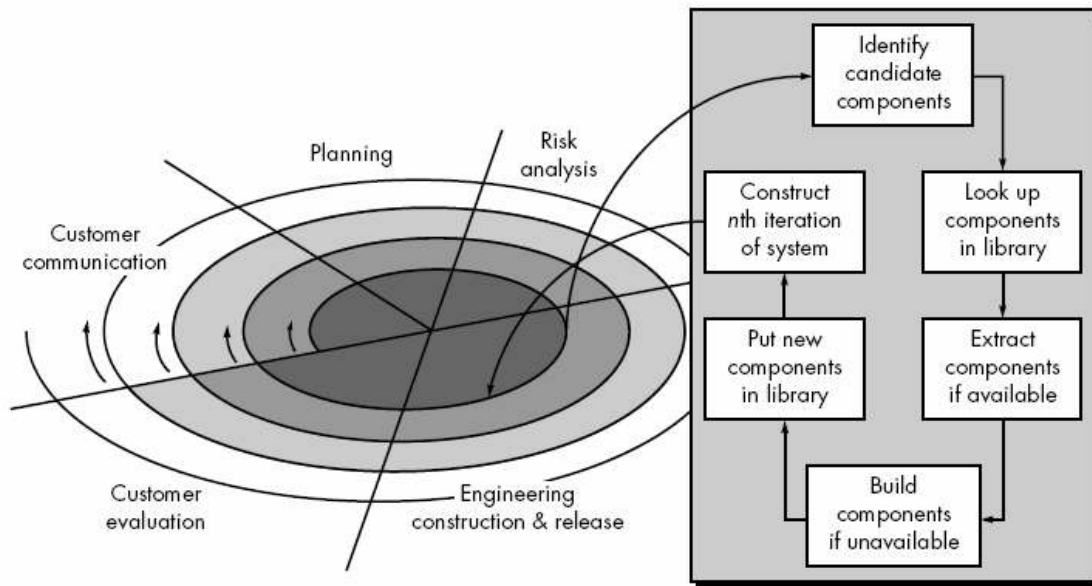 Planning
Risk
analysis
Customer
communication
Customer
evaluation
Engineering
construction & release
Identify
candidate
components
Look up
components
in library
Extract
components
if available
Build
components
if unavailable
Put new
components
in library
Construct
nth iteration
of system